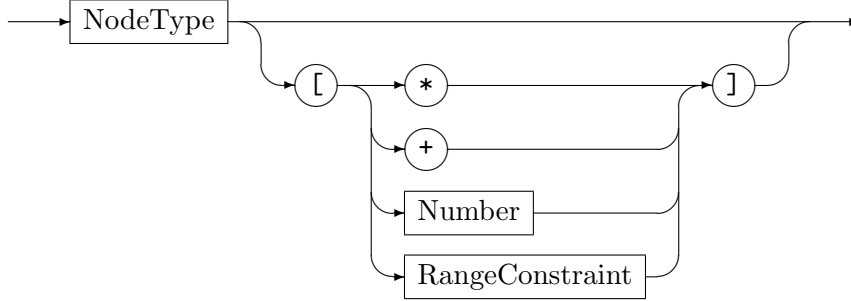 NodeType
[ * ]
+
Number
RangeConstraint